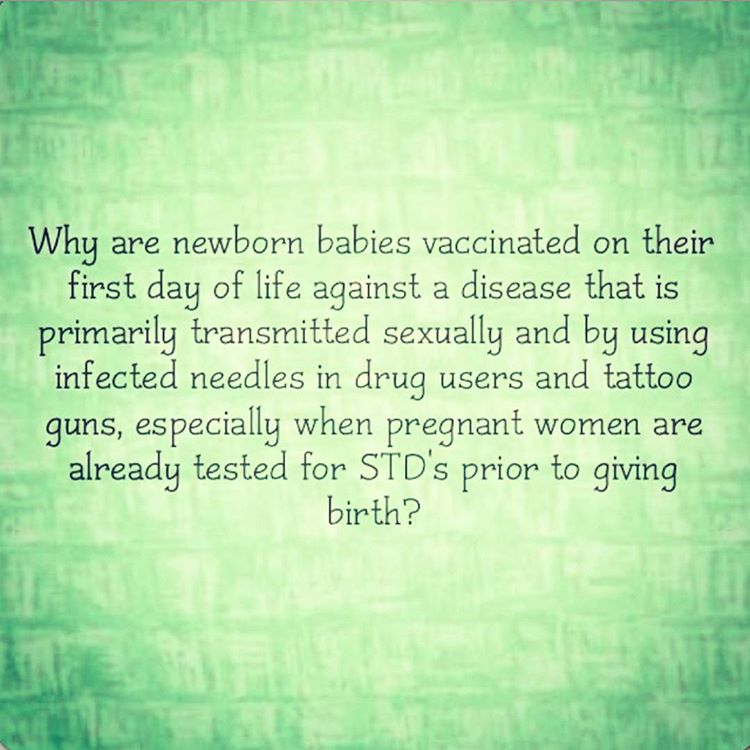 Why are newborn babies vaccinated on their
first day of life against a disease that is
primarily transmitted sexually and by using
infected needles in drug users and tattoo
guns, especially when pregnant women are
already tested for STD's prior to giving
birth?